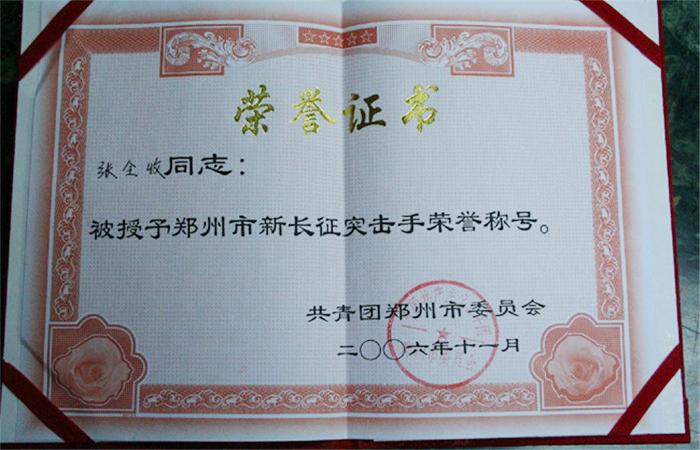 荣誉证书
张全收同志：
被授予郑州市新长征突击手荣誉称号。
共青团郑州市委员会
二〇〇六年十一月